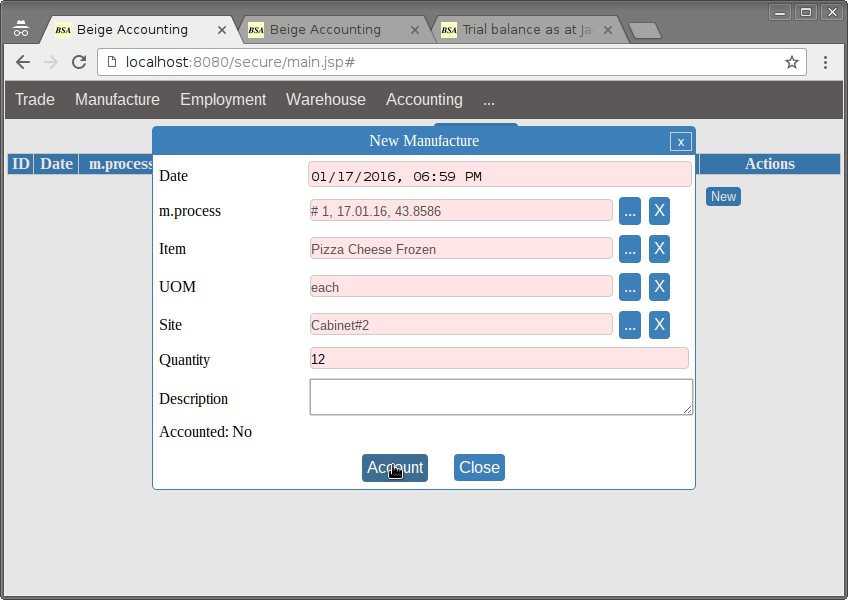 BSA Beige Accounting
BSA Beige Accounting
BSA Trial balance as at Jan
localhost:8080/secure/main.jsp#
Trade Manufacture Employment Warehouse Accounting ...
New Manufacture x
ID Date m.process Actions
New
Date 01/17/2016, 06:59 PM
m.process # 1, 17.01.16, 43.8586 ... X
Item Pizza Cheese Frozen ... X
UOM each ... X
Site Cabinet#2 ... X
Quantity 12
Description
Accounted: No
Account Close